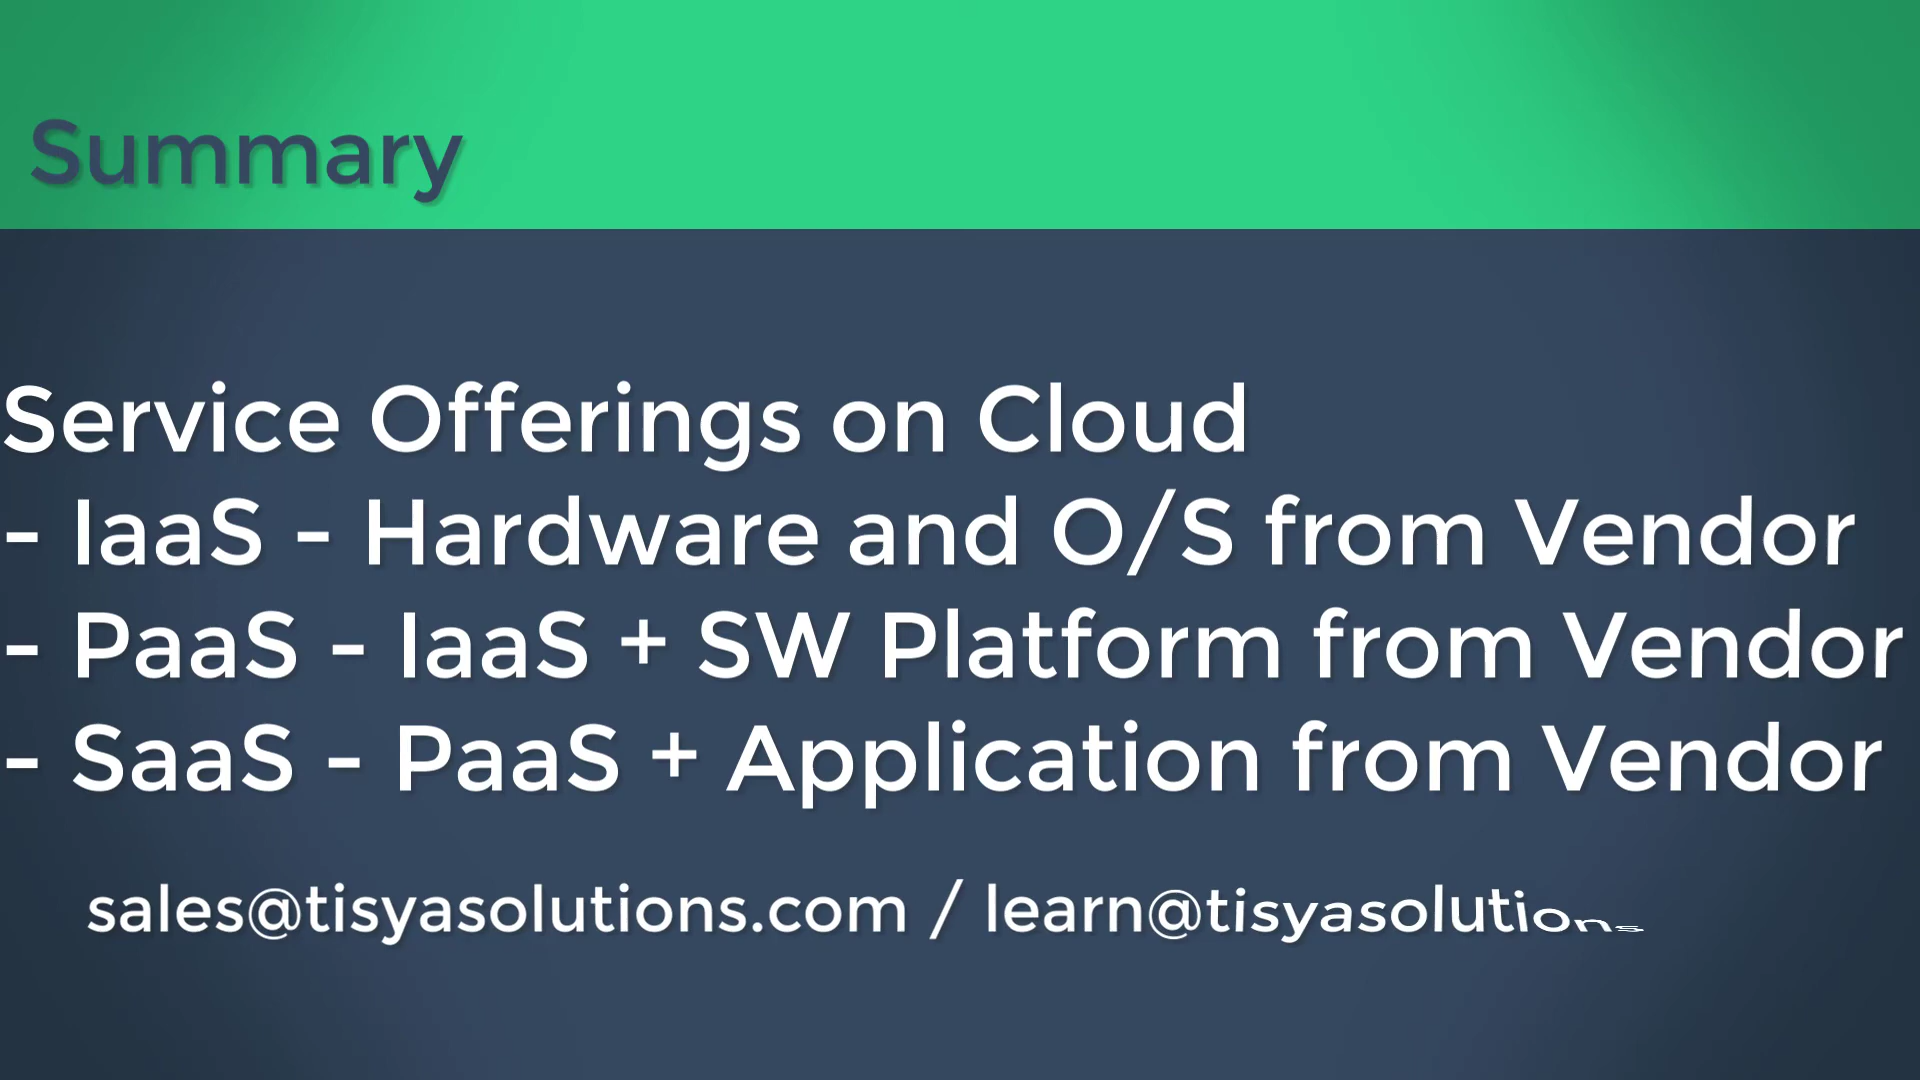 Summary
Service Offerings on Cloud
- IaaS - Hardware and O/S from Vendor
- PaaS - IaaS + SW Platform from Vendor
- SaaS - PaaS + Application from Vendor
sales@tisyasolutions.com / learn@tisyasolutions